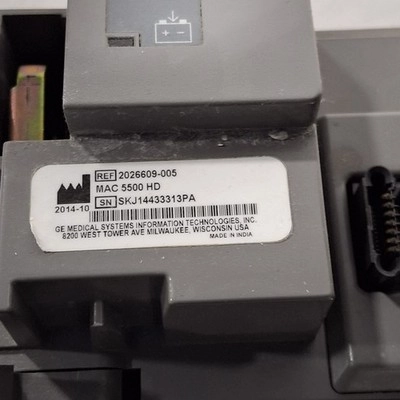 REF 2026609-005
MAC 5500 HD
2014-10 SN SKJ14433313PA
GE MEDICAL SYSTEMS INFORMATION TECHNOLOGIES, INC.
8200 WEST TOWER AVE MILWAUKEE, WISCONSIN USA
MADE IN INDIA